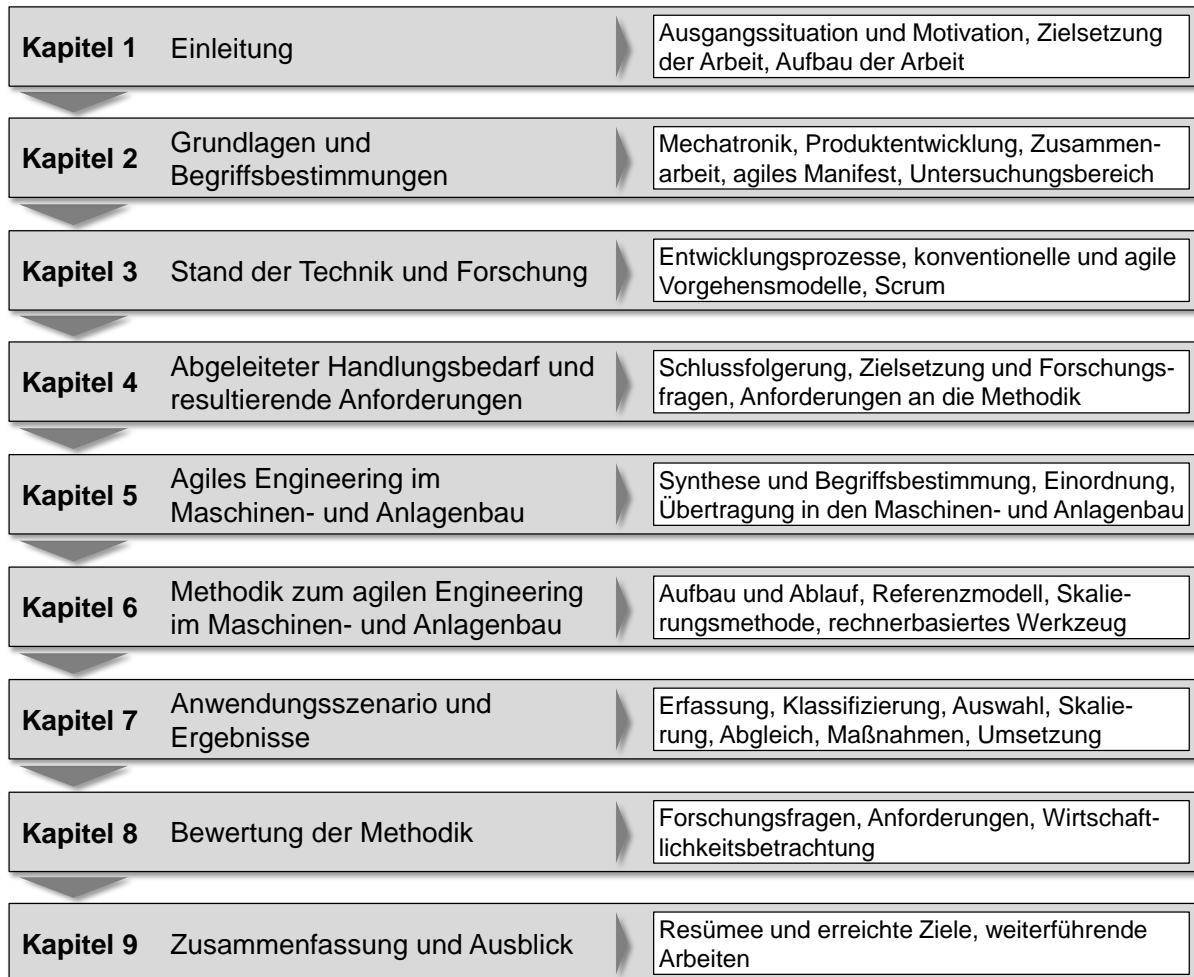 Kapitel 1
Einleitung
Ausgangssituation und Motivation, Zielsetzung
der Arbeit, Aufbau der Arbeit
Kapitel 2
Grundlagen und
Begriffsbestimmungen
Mechatronik, Produktentwicklung, Zusammen-
arbeit, agiles Manifest, Untersuchungsbereich
Kapitel 3
Stand der Technik und Forschung
Entwicklungsprozesse, konventionelle und agile
Vorgehensmodelle, Scrum
Kapitel 4
Abgeleiteter Handlungsbedarf und
resultierende Anforderungen
Schlussfolgerung, Zielsetzung und Forschungs-
fragen, Anforderungen an die Methodik
Kapitel 5
Agiles Engineering im
Maschinen- und Anlagenbau
Synthese und Begriffsbestimmung, Einordnung,
Übertragung in den Maschinen- und Anlagenbau
Kapitel 6
Methodik zum agilen Engineering
im Maschinen- und Anlagenbau
Aufbau und Ablauf, Referenzmodell, Skalie-
rungsmethode, rechnerbasiertes Werkzeug
Kapitel 7
Anwendungsszenario und
Ergebnisse
Erfassung, Klassifizierung, Auswahl, Skalie-
rung, Abgleich, Maßnahmen, Umsetzung
Kapitel 8
Bewertung der Methodik
Forschungsfragen, Anforderungen, Wirtschaft-
lichkeitsbetrachtung
Kapitel 9
Zusammenfassung und Ausblick
Resümee und erreichte Ziele, weiterführende
Arbeiten